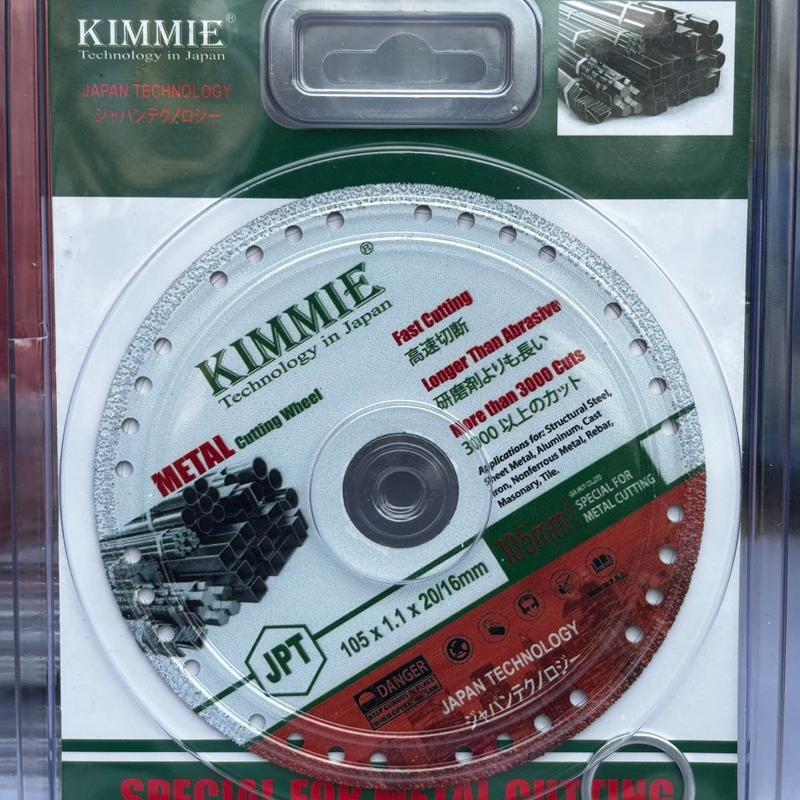 KIMMIE®
Technology in Japan
JAPAN TECHNOLOGY
ジャパンテクノロジー
KIMMIE®
Technology in Japan
METAL Cutting Wheel
Fast Cutting
高速切断
Longer Than Abrasive
研磨剤よりも長い
More than 3000 Cuts
3000 以上のカット
Applications for: Structural Steel,
Sheet Metal, Aluminum, Cast
Iron, Nonferrous Metal, Rebar,
Masonary, Tile.
105mm
SPECIAL FOR
METAL CUTTING
105 x 1.1 x 20/16mm
JPT
DANGER
JAPAN TECHNOLOGY
ジャパンテクノロジー
SPECIAL FOR METAL CUTTING